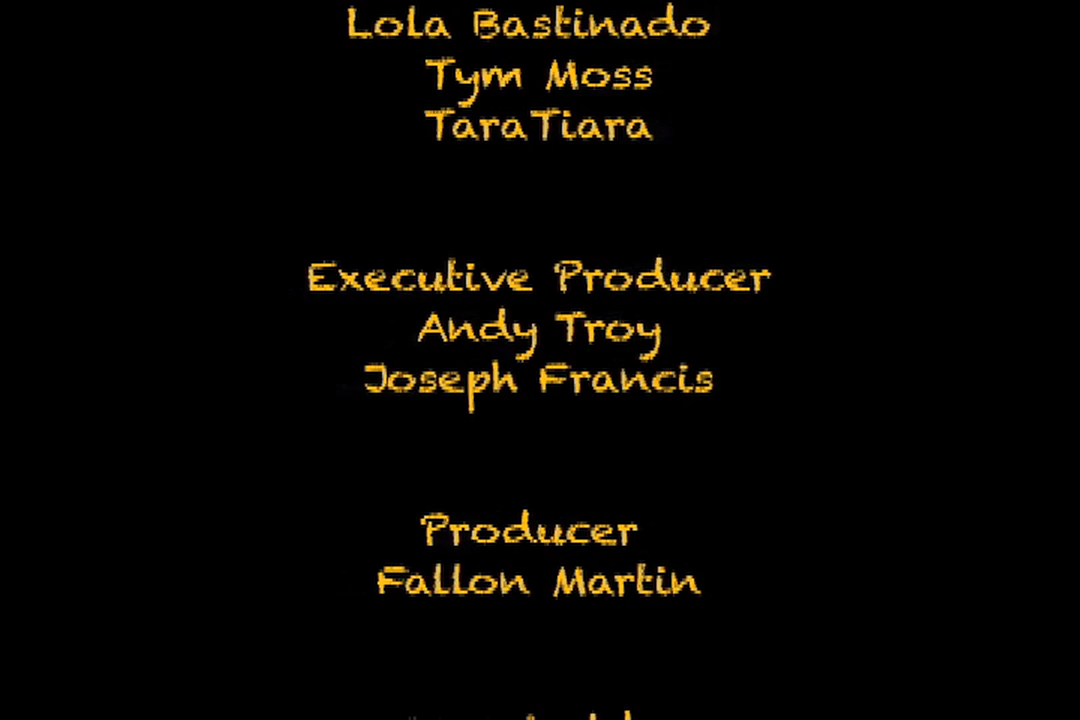 Lola Bastinado
Tym Moss
TaraTiara
Executive Producer
Andy Troy
Joseph Francis
Producer
Fallon Martin